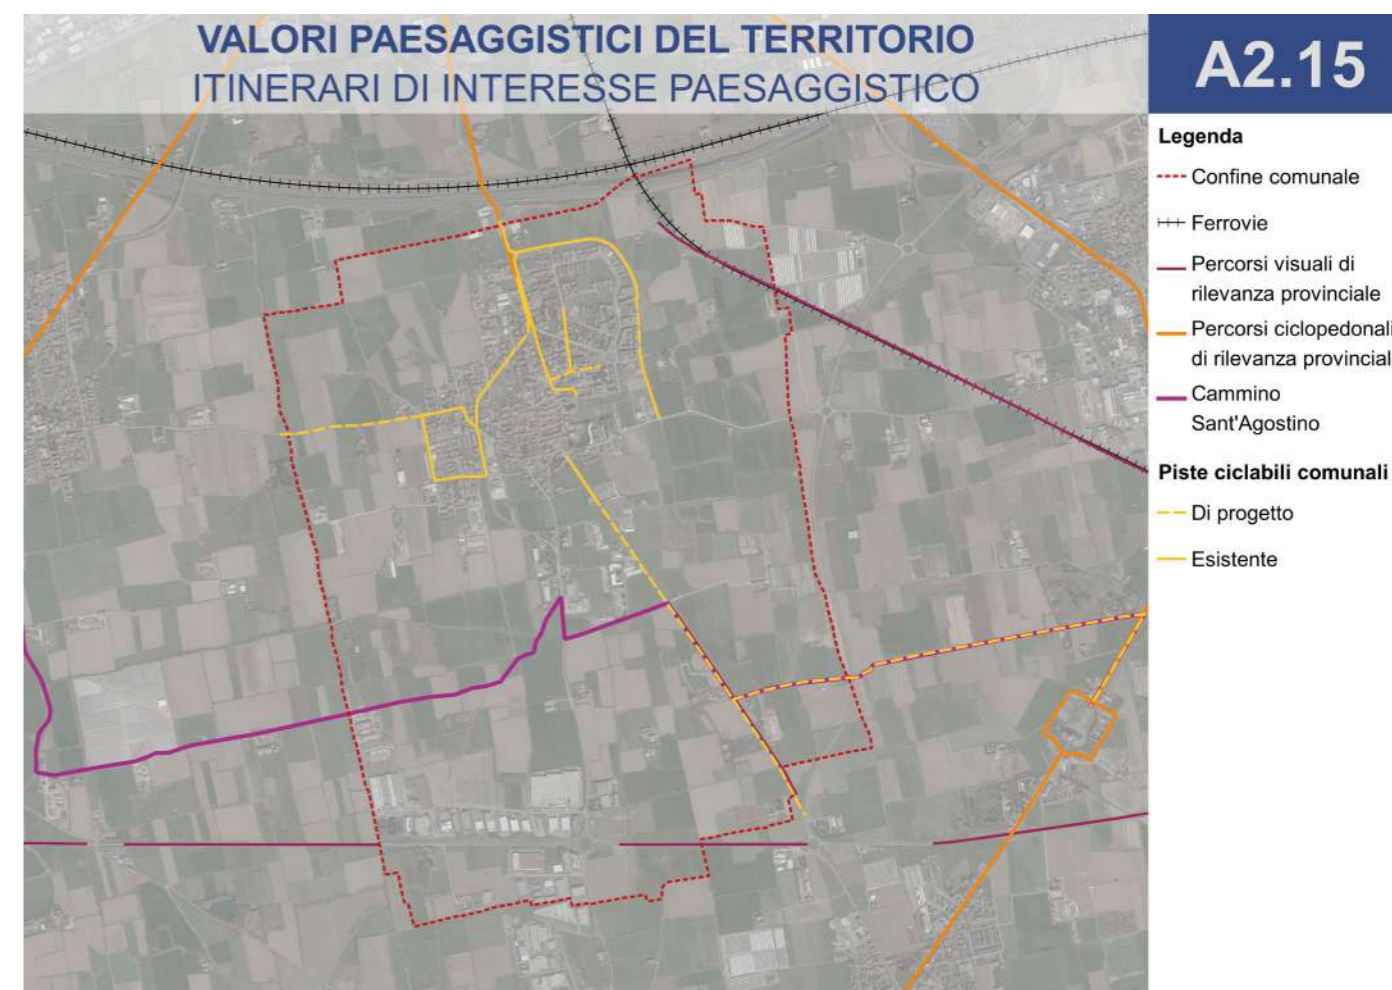 VALORI PAESAGGISTICI DEL TERRITORIO
ITINERARI DI INTERESSE PAESAGGISTICO
A2.15
Legenda
Confine comunale
Ferrovie
Percorsi visuali di
rilevanza provinciale
Percorsi ciclopedonali
di rilevanza provincial
Cammino
Sant'Agostino
Piste ciclabili comunali
Di progetto
Esistente